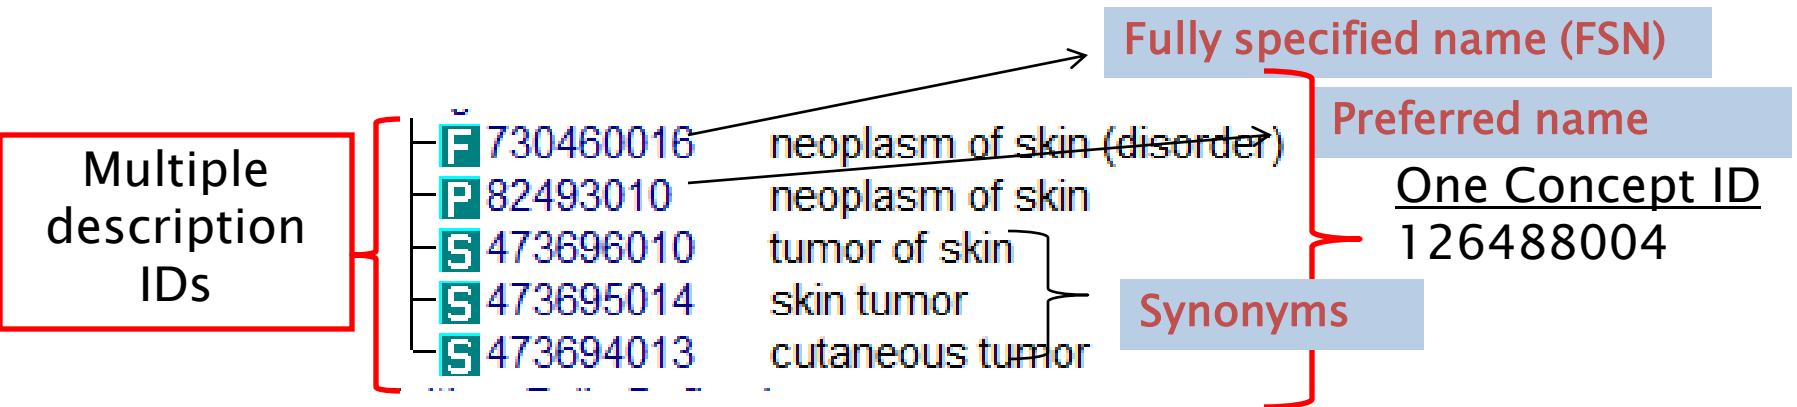 Fully specified name (FSN)
Preferred name
Multiple
description
IDs
F 730460016 neoplasm of skin (disorder)
P 82493010 neoplasm of skin
S 473696010 tumor of skin
S 473695014 skin tumor
S 473694013 cutaneous tumor
Synonyms
One Concept ID
126488004